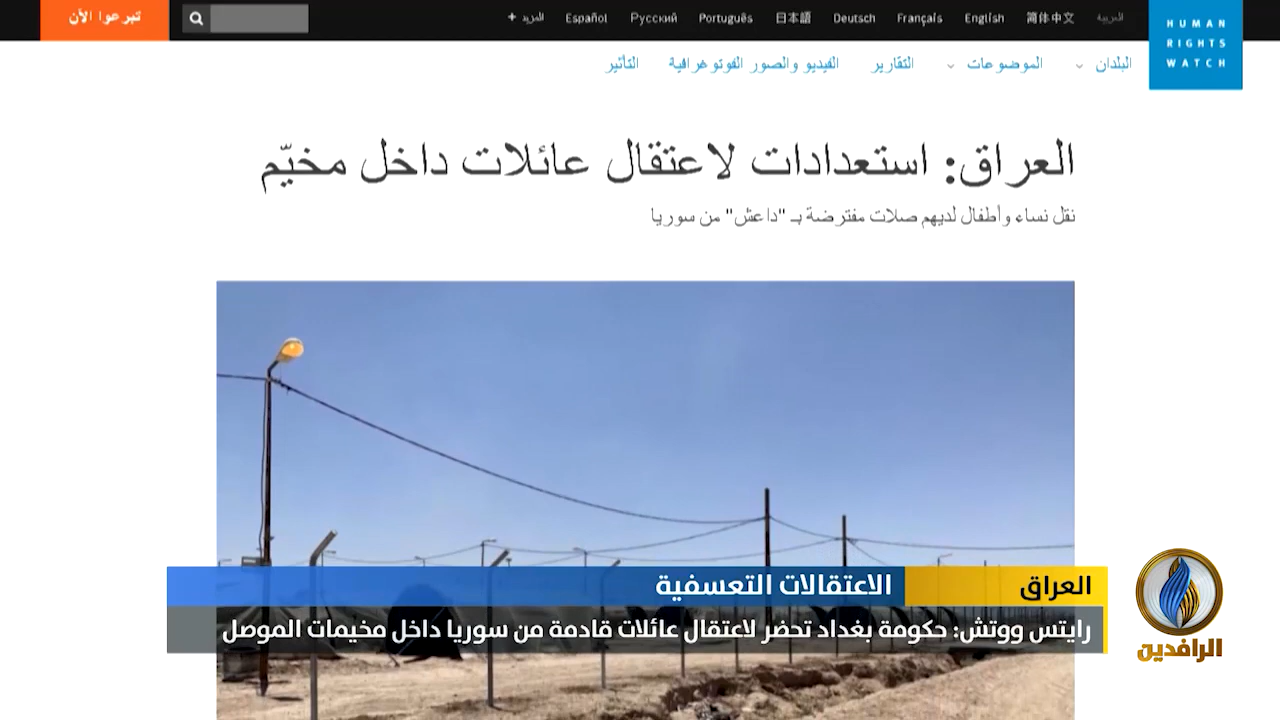 العربية 简体中文 English Français Deutsch 日本語 Português Русский Español المزيد +
تبرعوا الآن
HUMAN
RIGHTS
WATCH
البلدان الموضوعات التقارير الفيديو والصور الفوتوغرافية التأثير
العراق: استعدادات لاعتقال عائلات داخل مخيّم
نقل نساء وأطفال لديهم صلات مفترضة بـ "داعش" من سوريا
العراق الاعتقالات التعسفية
رايتس ووتش: حكومة بغداد تحضر لاعتقال عائلات قادمة من سوريا داخل مخيمات الموصل
الرافدين